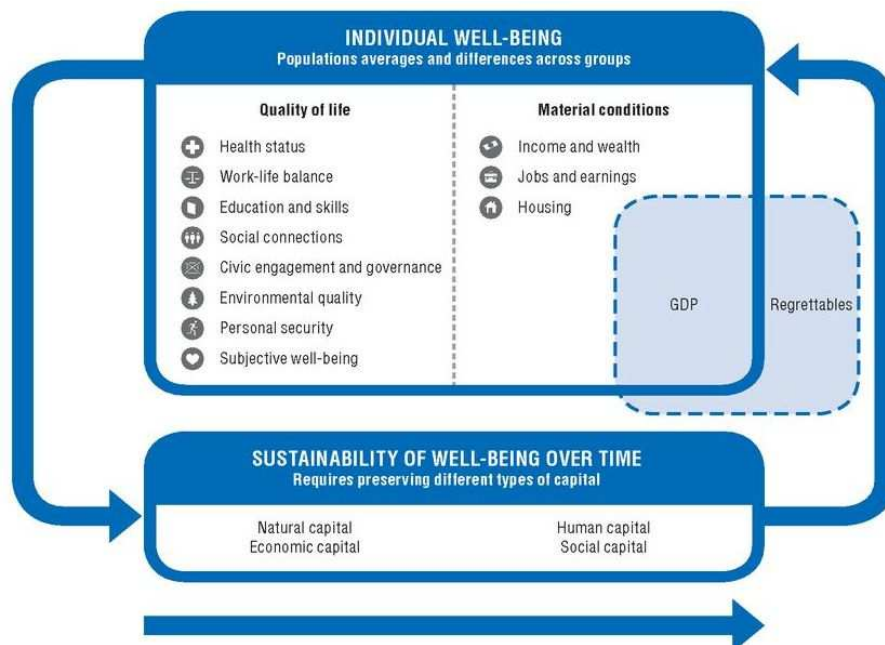 INDIVIDUAL WELL-BEING
Populations averages and differences across groups
Quality of life
Health status
Work-life balance
Education and skills
Social connections
Civic engagement and governance
Environmental quality
Personal security
Subjective well-being
Material conditions
Income and wealth
Jobs and earnings
Housing
GDP
Regrettables
SUSTAINABILITY OF WELL-BEING OVER TIME
Requires preserving different types of capital
Natural capital
Economic capital
Human capital
Social capital